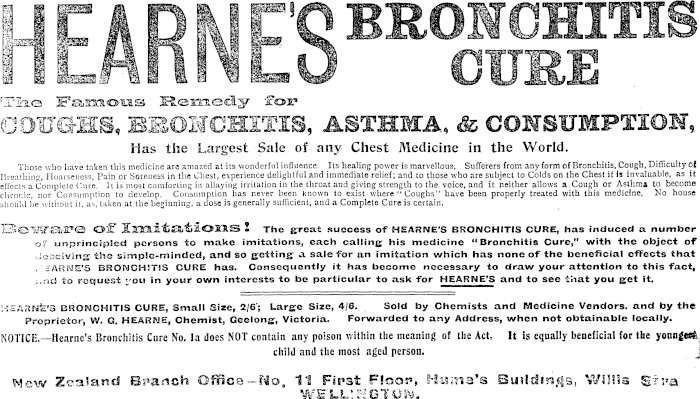 HEARNE'S BRONCHITIS CURE
The Famous Remedy for
COUGHS, BRONCHITIS, ASTHMA, & CONSUMPTION,
Has the Largest Sale of any Chest Medicine in the World.
Those who have taken this medicine are amazed at its wonderful influence. Its healing power is marvellous. Sufferers from any form of Bronchitis, Cough, Difficulty of
Breathing, Hoarseness, Pain or Soreness in the Chest, experience delightful and immediate relief; and to those who are subject to Colds on the Chest it is invaluable, as it
effects a Complete Cure. It is most comforting in allaying irritation in the throat and giving strength to the voice, and it neither allows a Cough or Asthma to become
chronic, nor Consumption to develop. Consumption has never been known to exist where "Coughs" have been properly treated with this medicine. No house
should be without it, as, taken at the beginning, a dose is generally sufficient, and a Complete Cure is certain.
Beware of Imitations! The great success of HEARNE'S BRONCHITIS CURE, has induced a number
of unprincipled persons to make imitations, each calling his medicine "Bronchitis Cure," with the object of
deceiving the simple-minded, and so getting a sale for an imitation which has none of the beneficial effects that
HEARNE'S BRONCHITIS CURE has. Consequently it has become necessary to draw your attention to this fact,
and to request you in your own interests to be particular to ask for HEARNE'S and to see that you get it.
HEARNE'S BRONCHITIS CURE, Small Size, 2/6; Large Size, 4/6. Sold by Chemists and Medicine Vendors. and by the
Proprietor, W. G. HEARNE, Chemist, Geelong, Victoria. Forwarded to any Address, when not obtainable locally.
NOTICE.—Hearne's Bronchitis Cure No. 1a does NOT contain any poison within the meaning of the Act. It is equally beneficial for the youngest
child and the most aged person.
New Zealand Branch Office—No. 11 First Floor, Hume's Buildings, Willis
WELLINGTON.